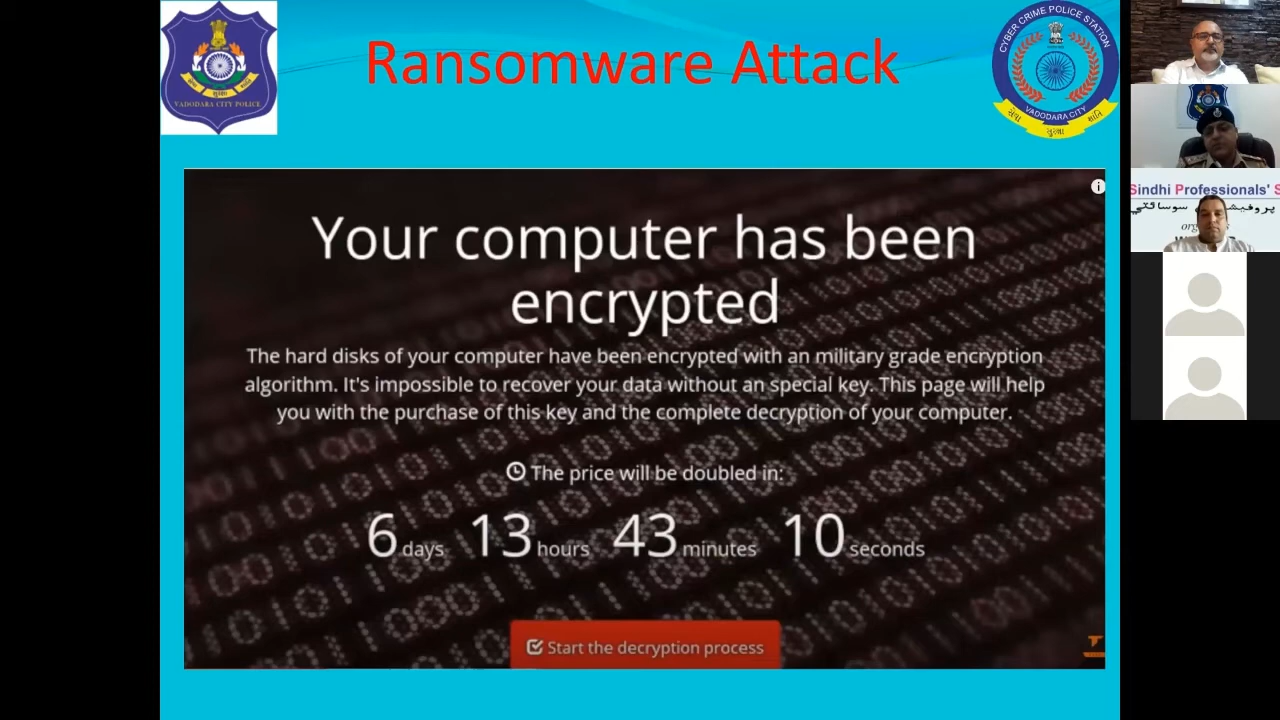 Ransomware Attack
VADODARA CITY POLICE
CYBER CRIME POLICE STATION
VADODARA CITY
સેવા
સુરક્ષા
શાંતિ
Your computer has been
encrypted
The hard disks of your computer have been encrypted with an military grade encryption
algorithm. It's impossible to recover your data without an special key. This page will help
you with the purchase of this key and the complete decryption of your computer.
The price will be doubled in:
6 days 13 hours 43 minutes 10 seconds
Start the decryption process
Sindhi Professionals' S
org